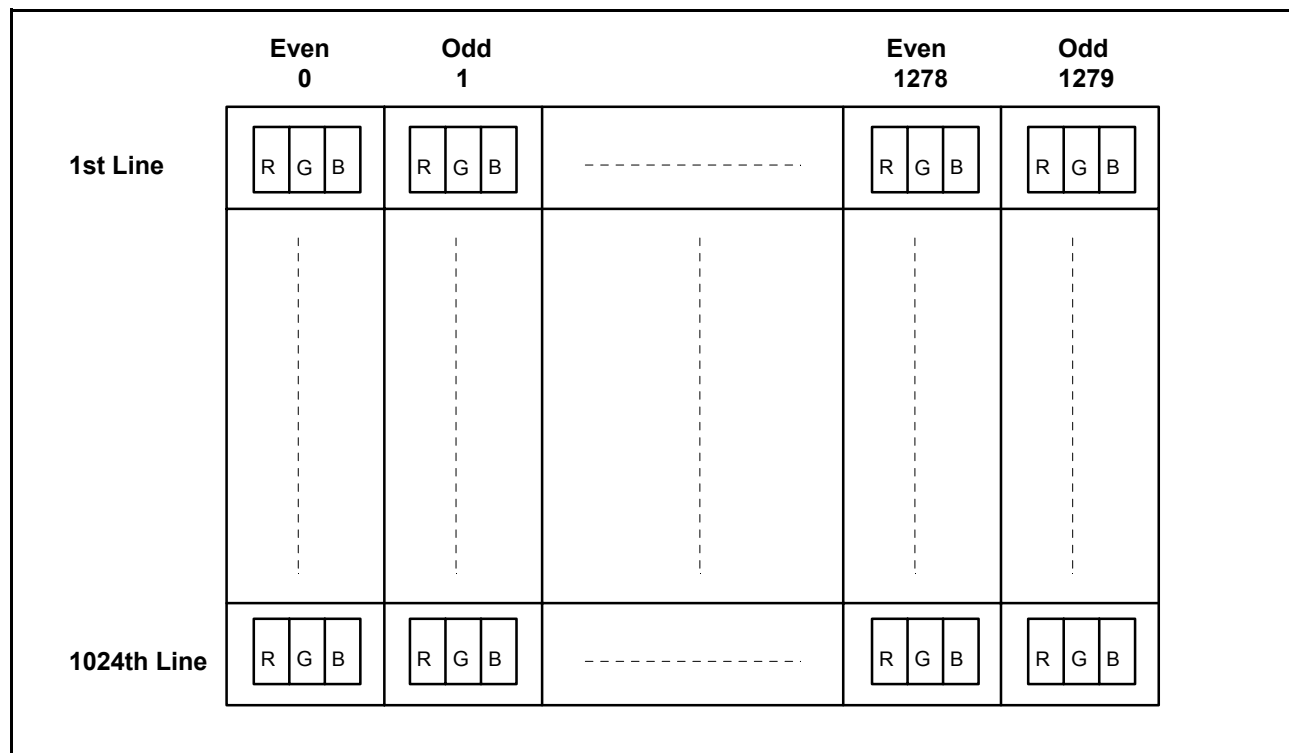 Even Odd Even Odd
0 1 1278 1279
1st Line R G B R G B R G B R G B
1024th Line R G B R G B R G B R G B